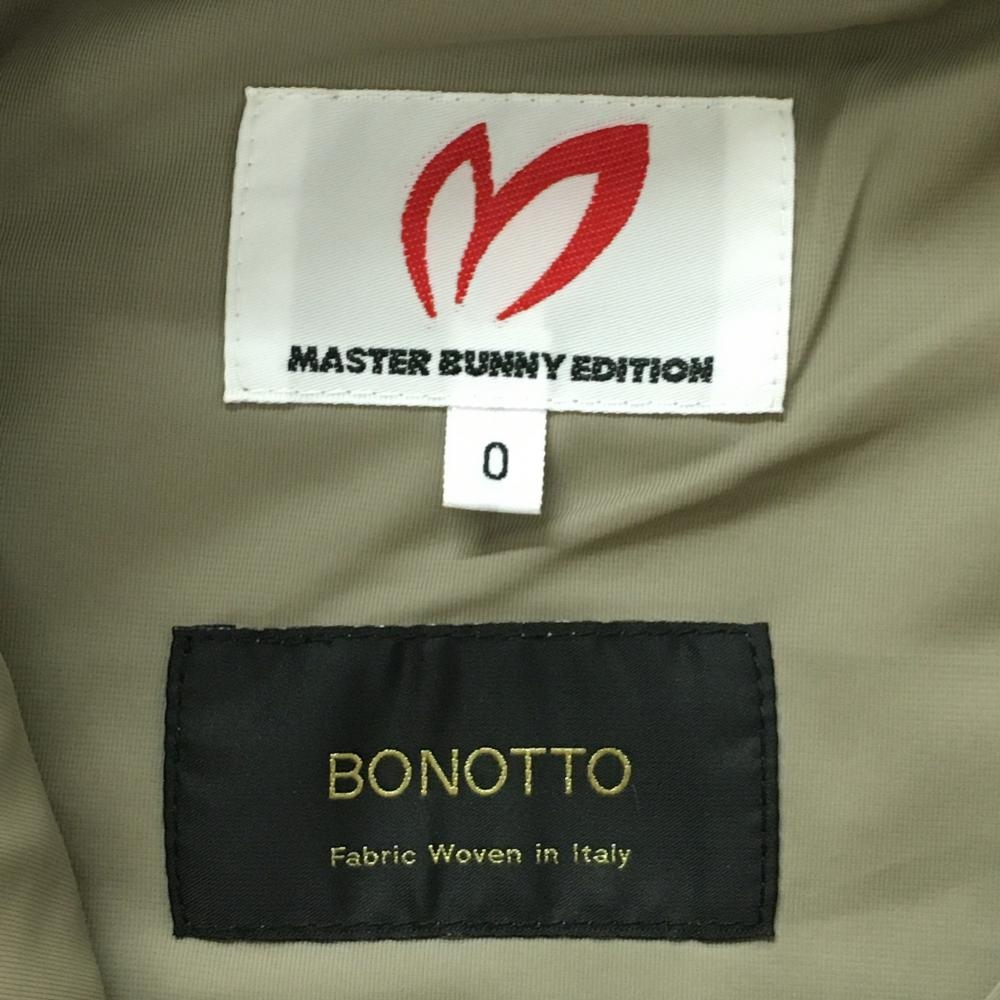 MASTER BUNNY EDITION
0
BONOTTO
Fabric Woven in Italy